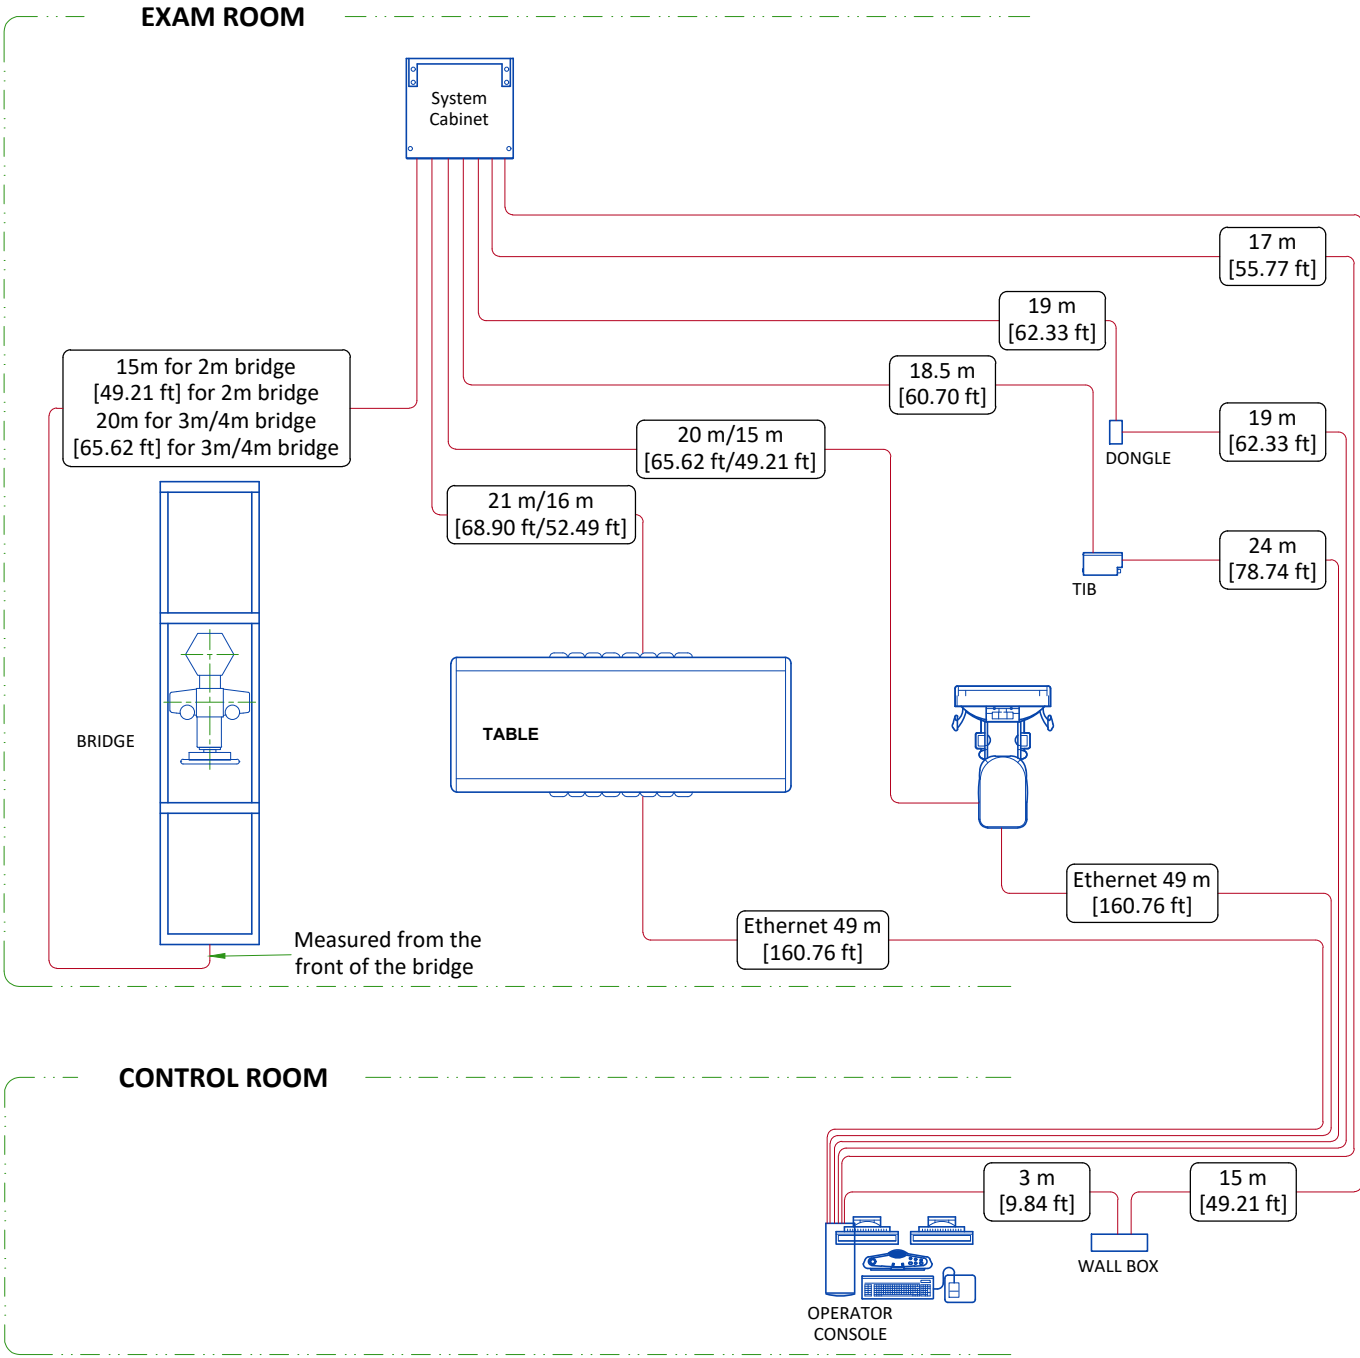 EXAM ROOM
System
Cabinet
17 m
[55.77 ft]
19 m
[62.33 ft]
15m for 2m bridge
[49.21 ft] for 2m bridge
20m for 3m/4m bridge
[65.62 ft] for 3m/4m bridge
18.5 m
[60.70 ft]
20 m/15 m
[65.62 ft/49.21 ft]
19 m
[62.33 ft]
DONGLE
21 m/16 m
[68.90 ft/52.49 ft]
24 m
[78.74 ft]
TIB
BRIDGE
TABLE
Ethernet 49 m
[160.76 ft]
Ethernet 49 m
[160.76 ft]
Measured from the
front of the bridge
CONTROL ROOM
3 m
[9.84 ft]
15 m
[49.21 ft]
WALL BOX
OPERATOR
CONSOLE